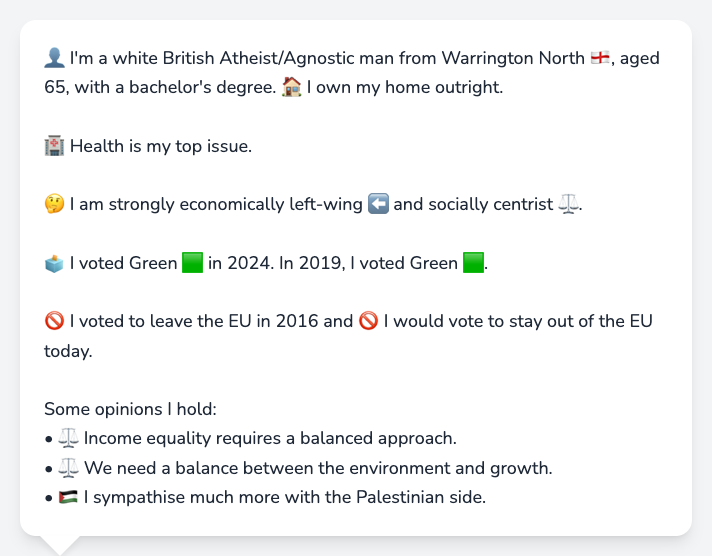 👤 I'm a white British Atheist/Agnostic man from Warrington North 🏴󠁧󠁢󠁥󠁮󠁧󠁿, aged
65, with a bachelor's degree. 🏠 I own my home outright.
🏥 Health is my top issue.
🤔 I am strongly economically left-wing ⬅️ and socially centrist ⚖️.
🗳️ I voted Green 🟩 in 2024. In 2019, I voted Green 🟩.
🚫 I voted to leave the EU in 2016 and 🚫 I would vote to stay out of the EU
today.
Some opinions I hold:
• ⚖️ Income equality requires a balanced approach.
• ⚖️ We need a balance between the environment and growth.
• 🇵🇸 I sympathise much more with the Palestinian side.